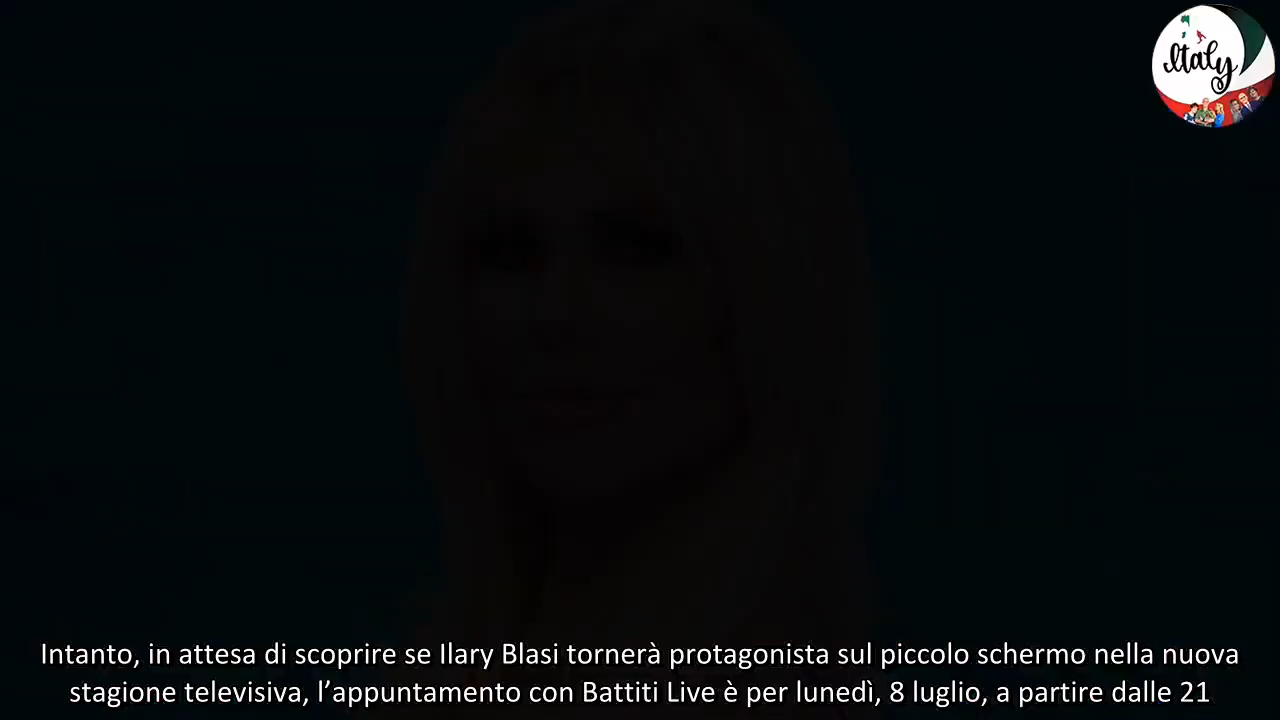 Italy
Intanto, in attesa di scoprire se Ilary Blasi tornerà protagonista sul piccolo schermo nella nuova
stagione televisiva, l’appuntamento con Battiti Live è per lunedì, 8 luglio, a partire dalle 21